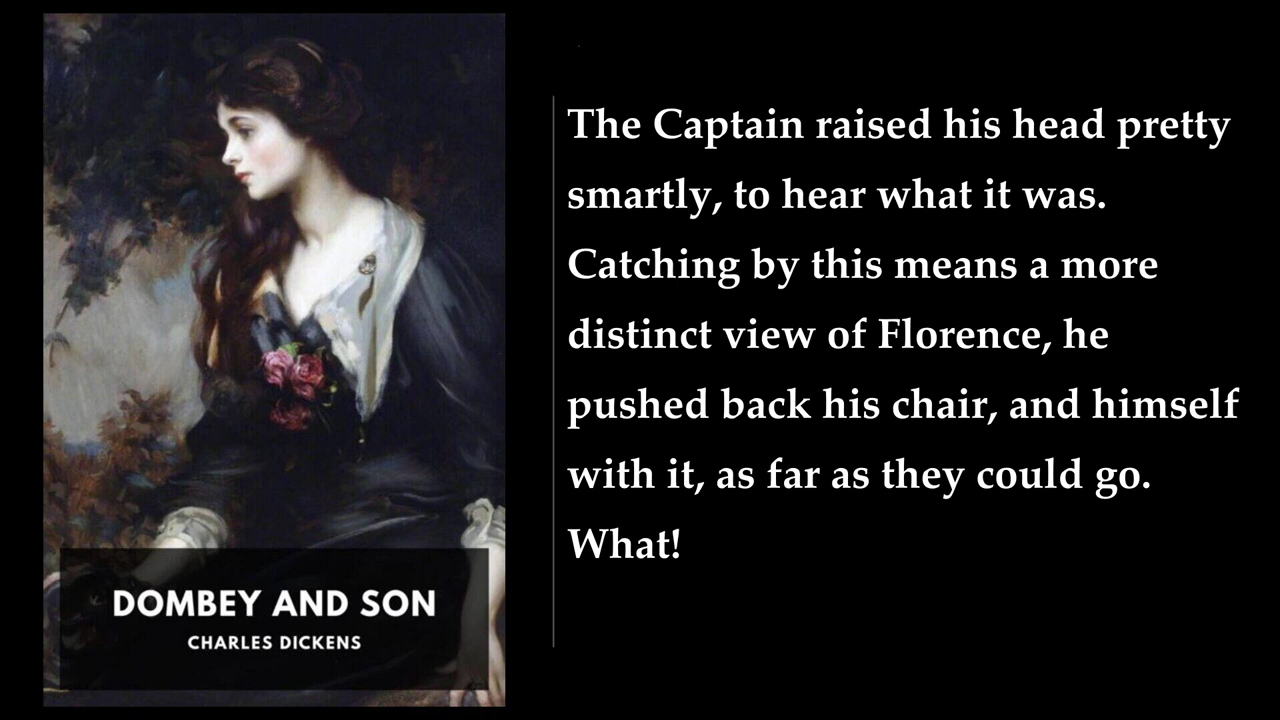 DOMBEY AND SON
CHARLES DICKENS
The Captain raised his head pretty
smartly, to hear what it was.
Catching by this means a more
distinct view of Florence, he
pushed back his chair, and himself
with it, as far as they could go.
What!